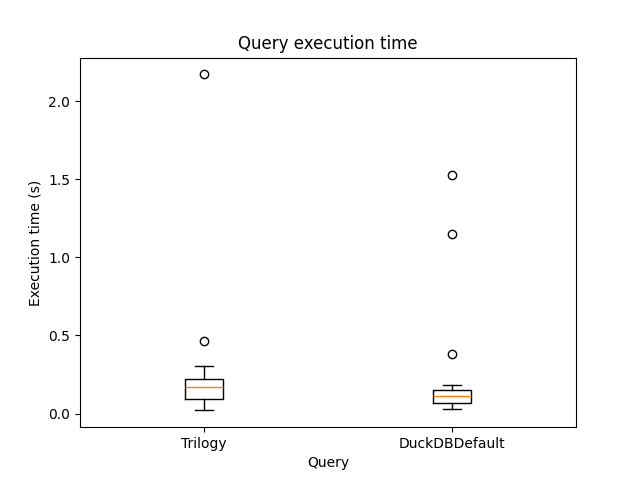 Query execution time
2.0
1.5
1.0
0.5
0.0
Execution time (s)
Trilogy
DuckDBDefault
Query